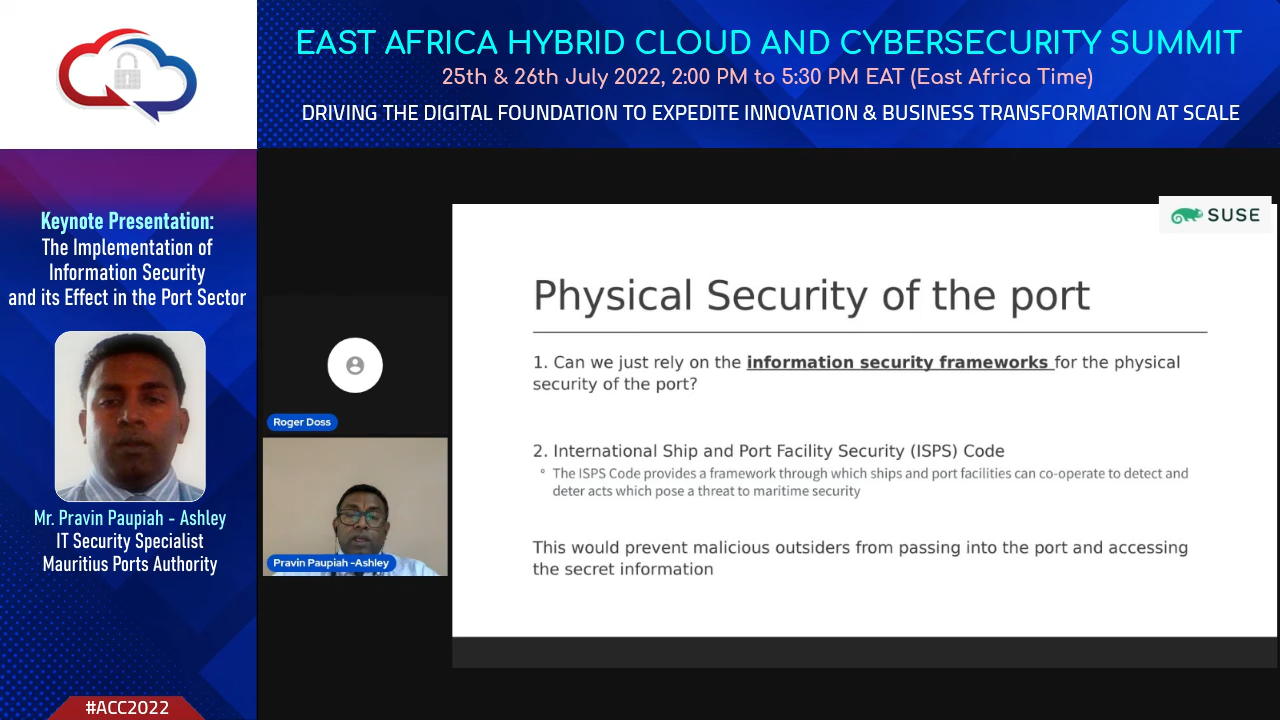 EAST AFRICA HYBRID CLOUD AND CYBERSECURITY SUMMIT
25th & 26th July 2022, 2:00 PM to 5:30 PM EAT (East Africa Time)
DRIVING THE DIGITAL FOUNDATION TO EXPEDITE INNOVATION & BUSINESS TRANSFORMATION AT SCALE
Keynote Presentation:
The Implementation of
Information Security
and its Effect in the Port Sector
Mr. Pravin Paupiah - Ashley
IT Security Specialist
Mauritius Ports Authority
#ACC2022
Roger Doss
Pravin Paupiah -Ashley
SUSE
Physical Security of the port
1. Can we just rely on the information security frameworks for the physical
security of the port?
2. International Ship and Port Facility Security (ISPS) Code
° The ISPS Code provides a framework through which ships and port facilities can co-operate to detect and
deter acts which pose a threat to maritime security
This would prevent malicious outsiders from passing into the port and accessing
the secret information